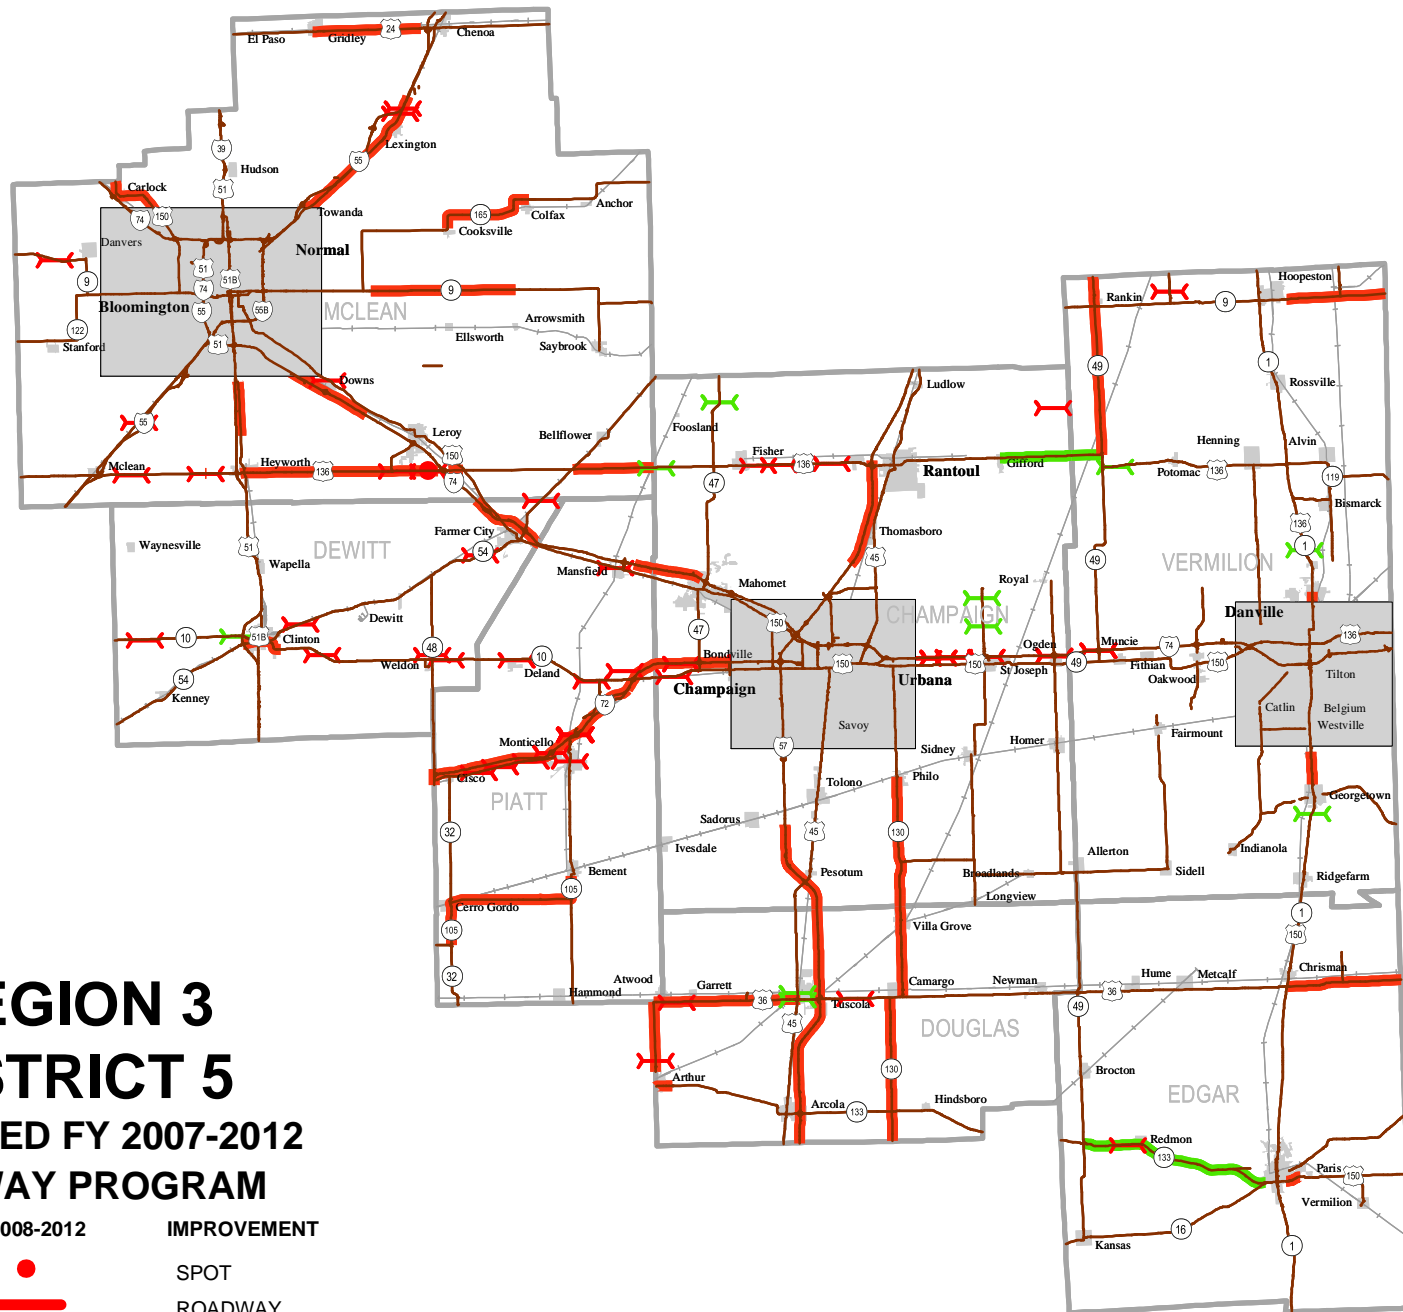 El Paso
Gridley
24
Chenoa
39
Hudson
51
55
Lexington
Carlock
74
150
Towanda
165
Colfax
Anchor
Cooksville
Danvers
9
Normal
51
51B
74
55
55B
Bloomington
9
MCLEAN
122
Stanford
51
Arrowsmith
Ellsworth
Saybrook
Downs
55
Leroy
150
Bellflower
Mclean
Heyworth
136
74
Foosland
Ludlow
Fisher
136
47
Rantoul
Gifford
Rankin
9
Hoopeston
49
1
Rossville
Henning
Alvin
Potomac
136
119
Bismarck
136
1
Waynesville
51
DEWITT
Wapella
Farmer City
54
Mansfield
Mahomet
Thomasboro
45
Royal
49
VERMILION
CHAMPAIGN
Dewitt
10
51B
Clinton
48
Weldon
54
Kenney
10
Deland
47
Bondville
150
150
Champaign
Urbana
150
St Joseph
Ogden
49
Muncie
Fithian
74
150
Oakwood
Danville
136
Tilton
Catlin
Belgium
Westville
72
Monticello
Cisco
PIATT
Savoy
57
Sidney
Homer
Fairmount
Georgetown
Tolono
Philo
32
Sadorus
45
130
Ivesdale
Indianola
Bement
Pesotum
Broadlands
Allerton
Sidell
Ridgefarm
105
Longview
Cerro Gordo
105
Villa Grove
1
150
32
Hammond
Atwood
Garrett
36
Tuscola
Camargo
Newman
Hume
Metcalf
Chrisman
36
45
DOUGLAS
49
Arthur
130
Brocton
Arcola
133
Hindsboro
EDGAR
Redmon
133
Paris
150
Vermilion
16
Kansas
1
EGION 3
STRICT 5
ED FY 2007-2012
WAY PROGRAM
008-2012 IMPROVEMENT
SPOT
ROADWAY